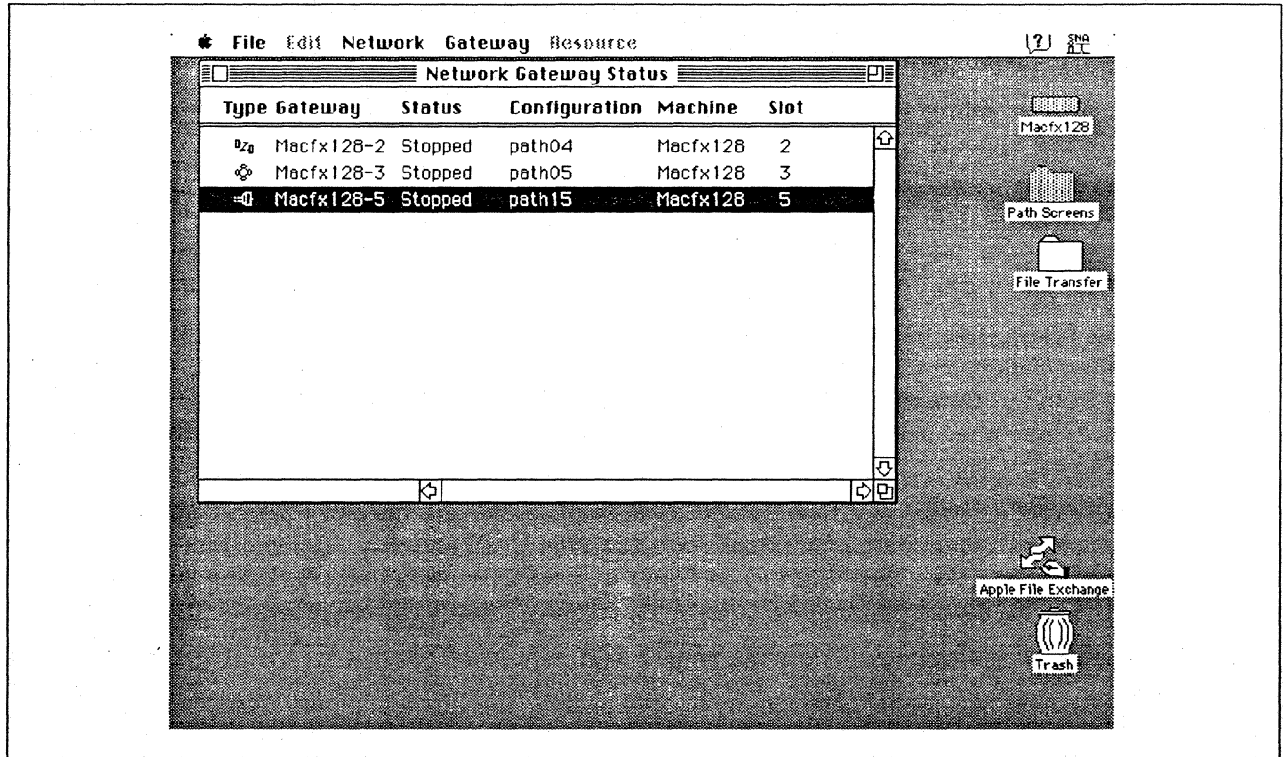 File Edit Network Gateway Resource
SNA
Network Gateway Status
Type Gateway Status Configuration Machine Slot
Macfx128-2 Stopped path04 Macfx128 2
Macfx128-3 Stopped path05 Macfx128 3
Macfx128-5 Stopped path15 Macfx128 5
Macfx128
Path Screens
File Transfer
Apple File Exchange
Trash